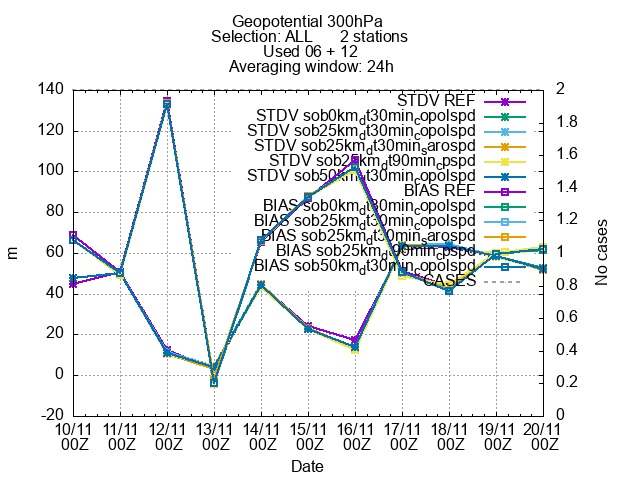 Geopotential 300hPa
Selection: ALL 2 stations
Used 06 + 12
Averaging window: 24h
140
120
100
80
60
40
20
0
-20
m
2
1.8
1.6
1.4
1.2
1
0.8
0.6
0.4
0.2
0
No cases
STDV REF
STDV sob0km_dt30min_copolspd
STDV sob25km_dt30min_copolspd
STDV sob25km_dt30min_sarospd
STDV sob25km_dt90min_cpspd
STDV sob50km_dt30min_copolspd
BIAS REF
BIAS sob0km_dt30min_copolspd
BIAS sob25km_dt30min_copolspd
BIAS sob25km_dt30min_sarospd
BIAS sob25km_dt90min_cpspd
BIAS sob50km_dt30min_copolspd
CASES
10/11 11/11 12/11 13/11 14/11 15/11 16/11 17/11 18/11 19/11 20/11
00Z 00Z 00Z 00Z 00Z 00Z 00Z 00Z 00Z 00Z 00Z
Date